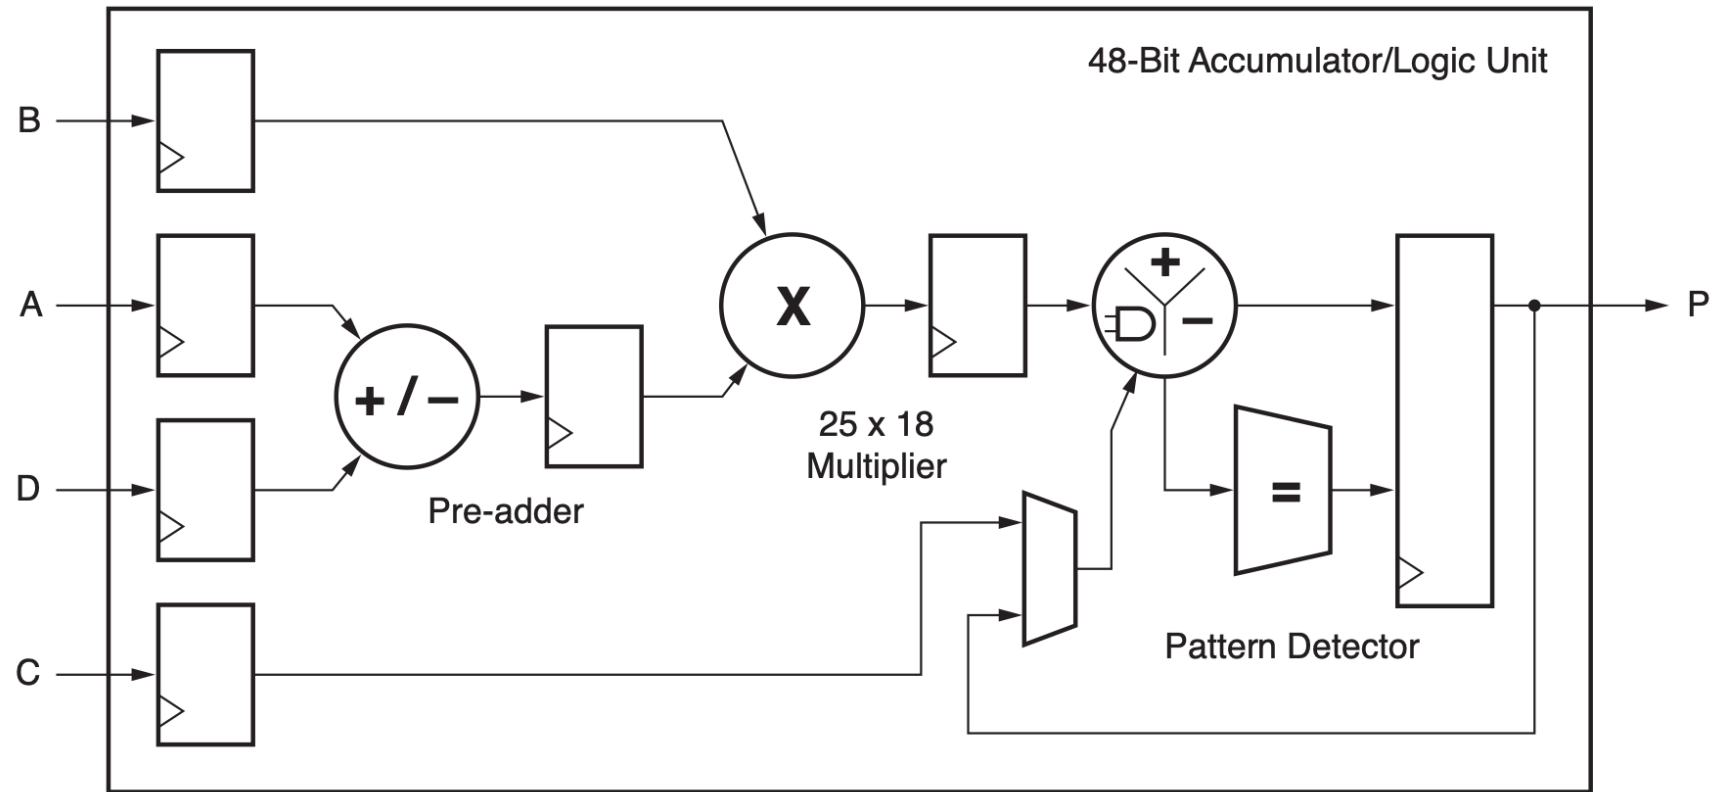 48-Bit Accumulator/Logic Unit
B
A
D
C
+ / −
Pre-adder
X
25 x 18
Multiplier
+
−
=
Pattern Detector
P